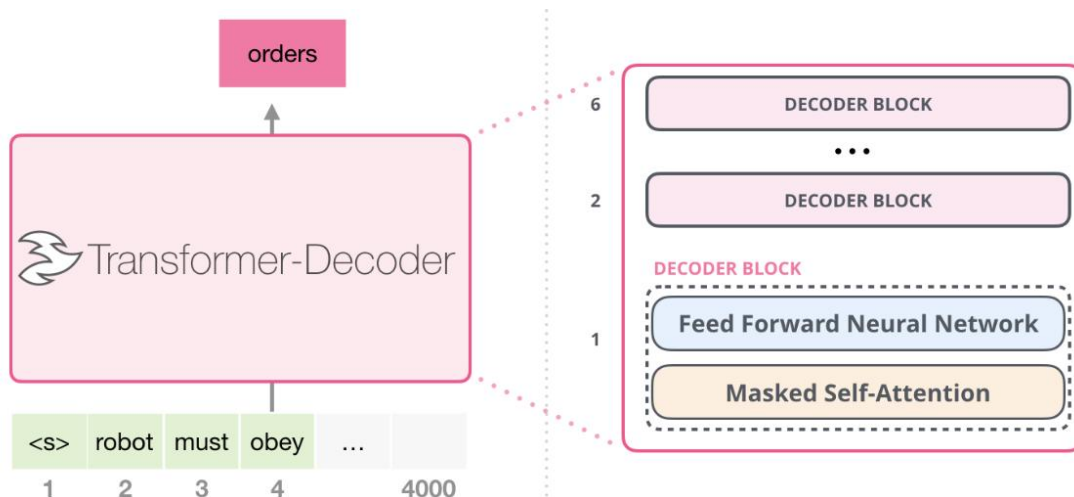 orders
Transformer-Decoder
<s> robot must obey ...
1 2 3 4 4000
6 DECODER BLOCK
...
2 DECODER BLOCK
DECODER BLOCK
1
Feed Forward Neural Network
Masked Self-Attention